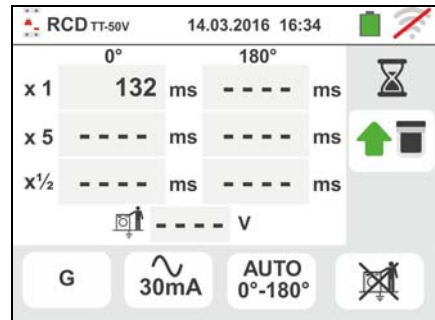 RCD TT-50V 14.03.2016 16:34
0° 180°
x 1 132 ms - - - - ms
x 5 - - - - ms - - - - ms
x½ - - - - ms - - - - ms
- - - - V
G 30mA AUTO 0°-180°